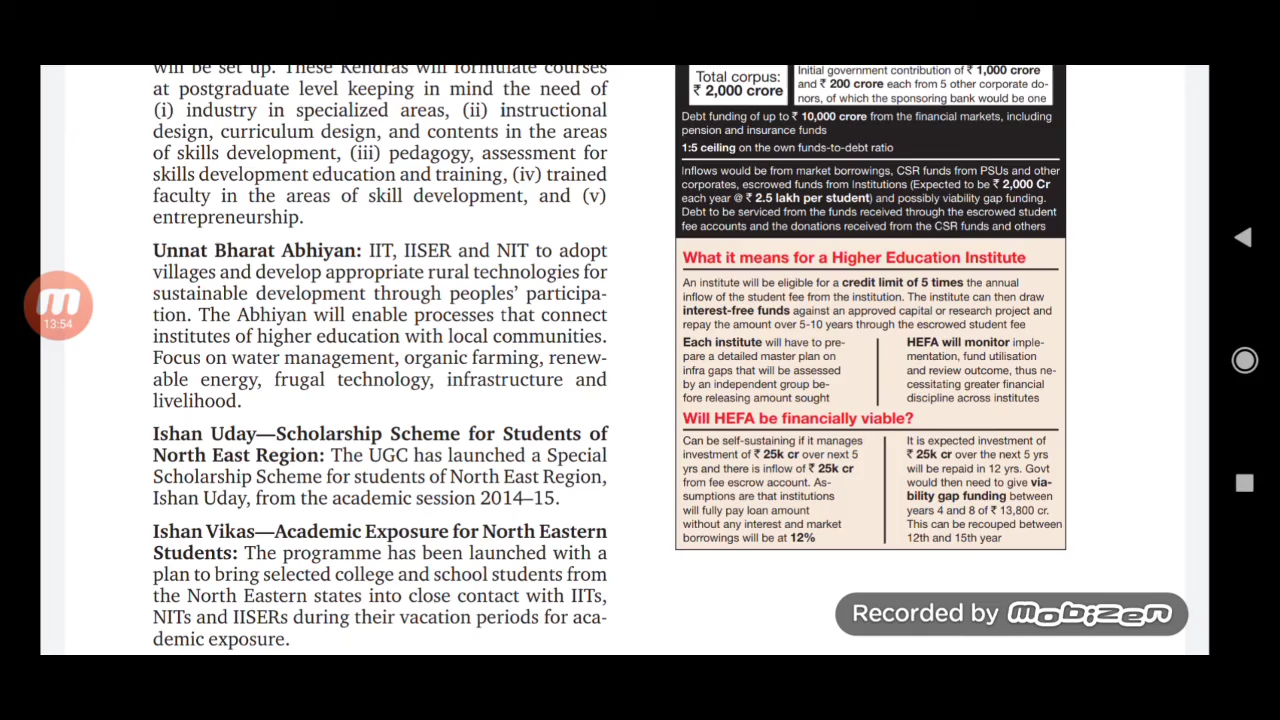 will be set up. These Kendras will formulate courses
at postgraduate level keeping in mind the need of
(i) industry in specialized areas, (ii) instructional
design, curriculum design, and contents in the areas
of skills development, (iii) pedagogy, assessment for
skills development education and training, (iv) trained
faculty in the areas of skill development, and (v)
entrepreneurship.
Unnat Bharat Abhiyan: IIT, IISER and NIT to adopt
villages and develop appropriate rural technologies for
sustainable development through peoples’ participa-
tion. The Abhiyan will enable processes that connect
institutes of higher education with local communities.
Focus on water management, organic farming, renew-
able energy, frugal technology, infrastructure and
livelihood.
Ishan Uday—Scholarship Scheme for Students of
North East Region: The UGC has launched a Special
Scholarship Scheme for students of North East Region,
Ishan Uday, from the academic session 2014–15.
Ishan Vikas—Academic Exposure for North Eastern
Students: The programme has been launched with a
plan to bring selected college and school students from
the North Eastern states into close contact with IITs,
NITs and IISERs during their vacation periods for aca-
demic exposure.
Total corpus:
₹ 2,000 crore
Initial government contribution of ₹ 1,000 crore
and ₹ 200 crore each from 5 other corporate do-
nors, of which the sponsoring bank would be one
Debt funding of up to ₹ 10,000 crore from the financial markets, including
pension and insurance funds
1:5 ceiling on the own funds-to-debt ratio
Inflows would be from market borrowings, CSR funds from PSUs and other
corporates, escrowed funds from Institutions (Expected to be ₹ 2,000 Cr
each year @ ₹ 2.5 lakh per student) and possibly viability gap funding.
Debt to be serviced from the funds received through the escrowed student
fee accounts and the donations received from the CSR funds and others
What it means for a Higher Education Institute
An institute will be eligible for a credit limit of 5 times the annual
inflow of the student fee from the institution. The institute can then draw
interest-free funds against an approved capital or research project and
repay the amount over 5-10 years through the escrowed student fee
Each institute will have to pre-
pare a detailed master plan on
infra gaps that will be assessed
by an independent group be-
fore releasing amount sought
HEFA will monitor imple-
mentation, fund utilisation
and review outcome, thus ne-
cessitating greater financial
discipline across institutes
Will HEFA be financially viable?
Can be self-sustaining if it manages
investment of ₹ 25k cr over next 5
yrs and there is inflow of ₹ 25k cr
from fee escrow account. As-
sumptions are that institutions
will fully pay loan amount
without any interest and market
borrowings will be at 12%
It is expected investment of
₹ 25k cr over the next 5 yrs
will be repaid in 12 yrs. Govt
would then need to give via-
bility gap funding between
years 4 and 8 of ₹ 13,800 cr.
This can be recouped between
12th and 15th year
13:54
Recorded by mobizen